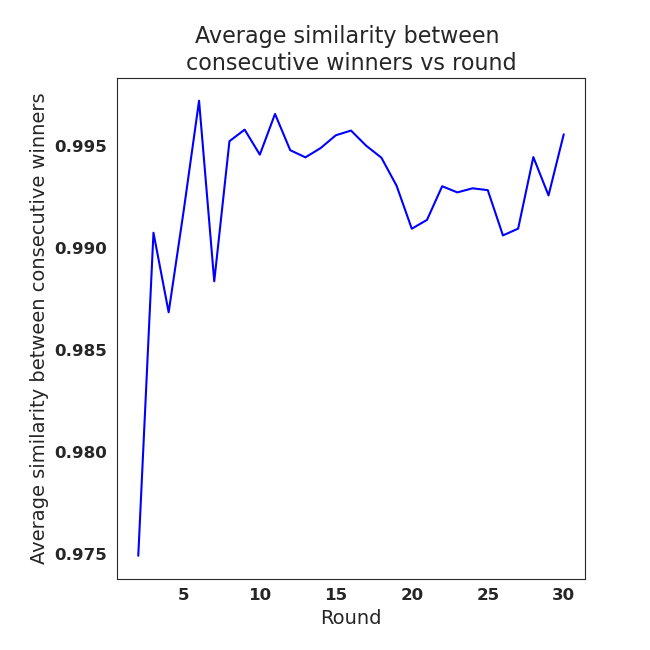 Average similarity between
consecutive winners vs round
Average similarity between consecutive winners
0.995
0.990
0.985
0.980
0.975
5 10 15 20 25 30
Round